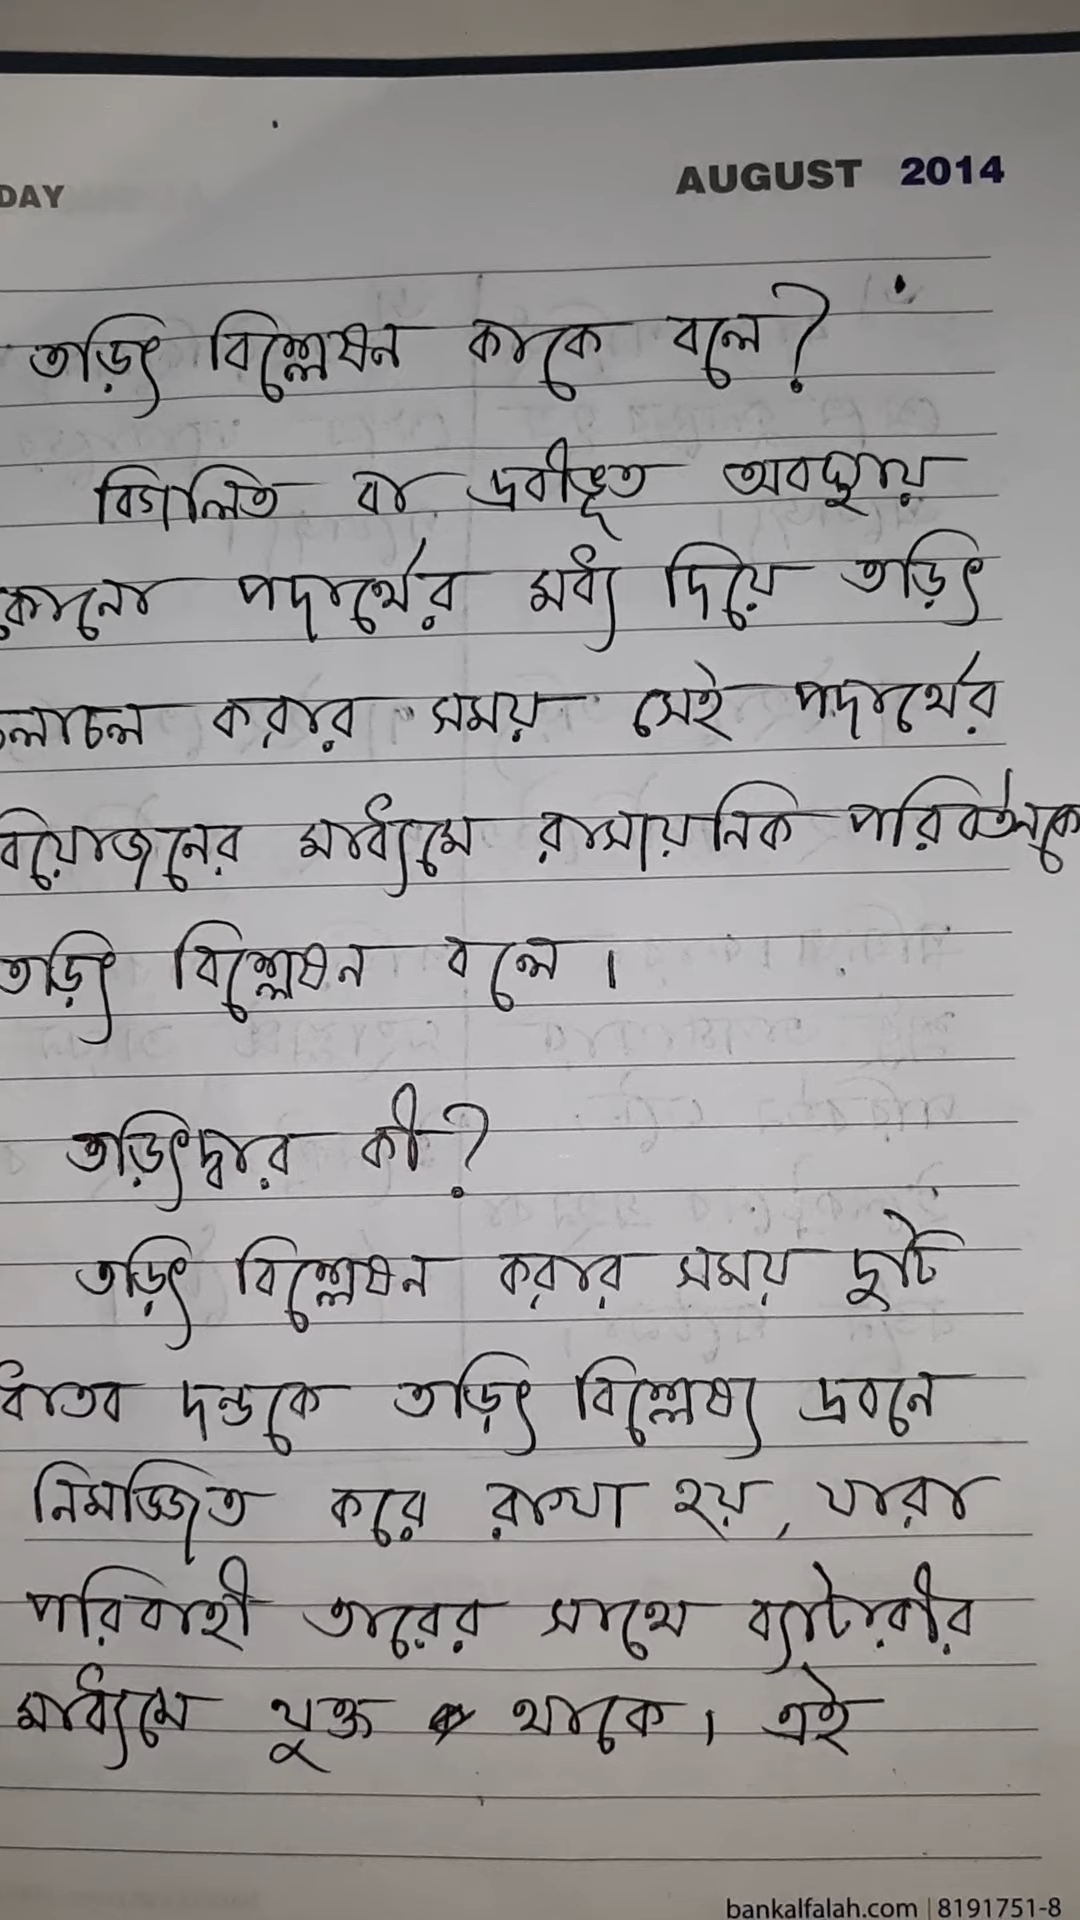 DAY
AUGUST 2014
তড়িৎ বিশ্লেষন কাকে বলে?
বিগলিত বা দ্রবীভূত অবস্থায়
কোনো পদার্থের মধ্য দিয়ে তড়িৎ
চলাচল করার সময় সেই পদার্থের
বিয়োজনের মাধ্যমে রাসায়নিক পরিবর্তনকে
তড়িৎ বিশ্লেষন বলে।
তড়িৎদ্বার কী?
তড়িৎ বিশ্লেষন করার সময় দুটি
ধাতব দন্ডকে তড়িৎ বিশ্লেষ্য দ্রবনে
নিমজ্জিত করে রাখা হয়, যারা
পরিবাহী তারের সাথে ব্যাটারীর
মাধ্যমে যুক্ত থাকে। এই
bankalfalah.com | 8191751-8